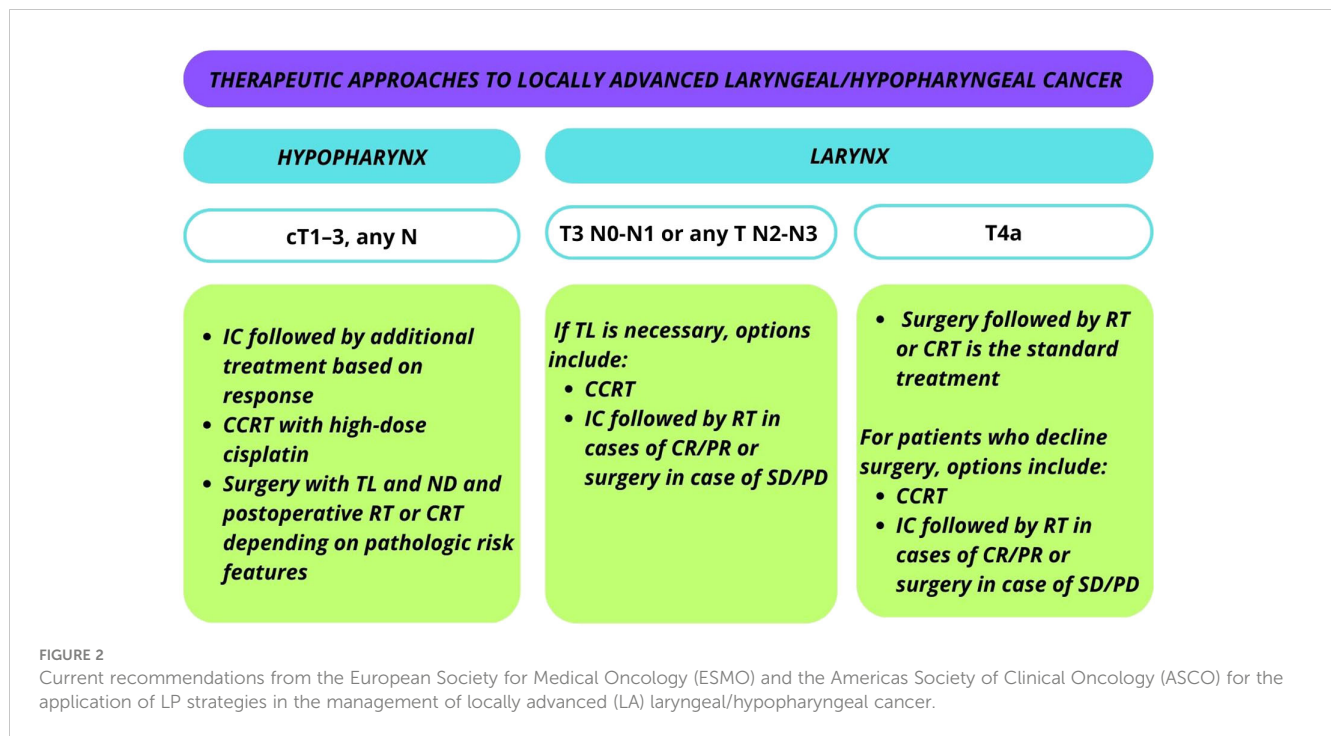 THERAPEUTIC APPROACHES TO LOCALLY ADVANCED LARYNGEAL/HYPOPHARYNGEAL CANCER
HYPOPHARYNX
LARYNX
cT1–3, any N
T3 N0-N1 or any T N2-N3
T4a
• IC followed by additional
treatment based on
response
• CCRT with high-dose
cisplatin
• Surgery with TL and ND and
postoperative RT or CRT
depending on pathologic risk
features
If TL is necessary, options
include:
• CCRT
• IC followed by RT in
cases of CR/PR or
surgery in case of SD/PD
• Surgery followed by RT
or CRT is the standard
treatment
For patients who decline
surgery, options include:
• CCRT
• IC followed by RT in
cases of CR/PR or
surgery in case of SD/PD
FIGURE 2
Current recommendations from the European Society for Medical Oncology (ESMO) and the Americas Society of Clinical Oncology (ASCO) for the
application of LP strategies in the management of locally advanced (LA) laryngeal/hypopharyngeal cancer.